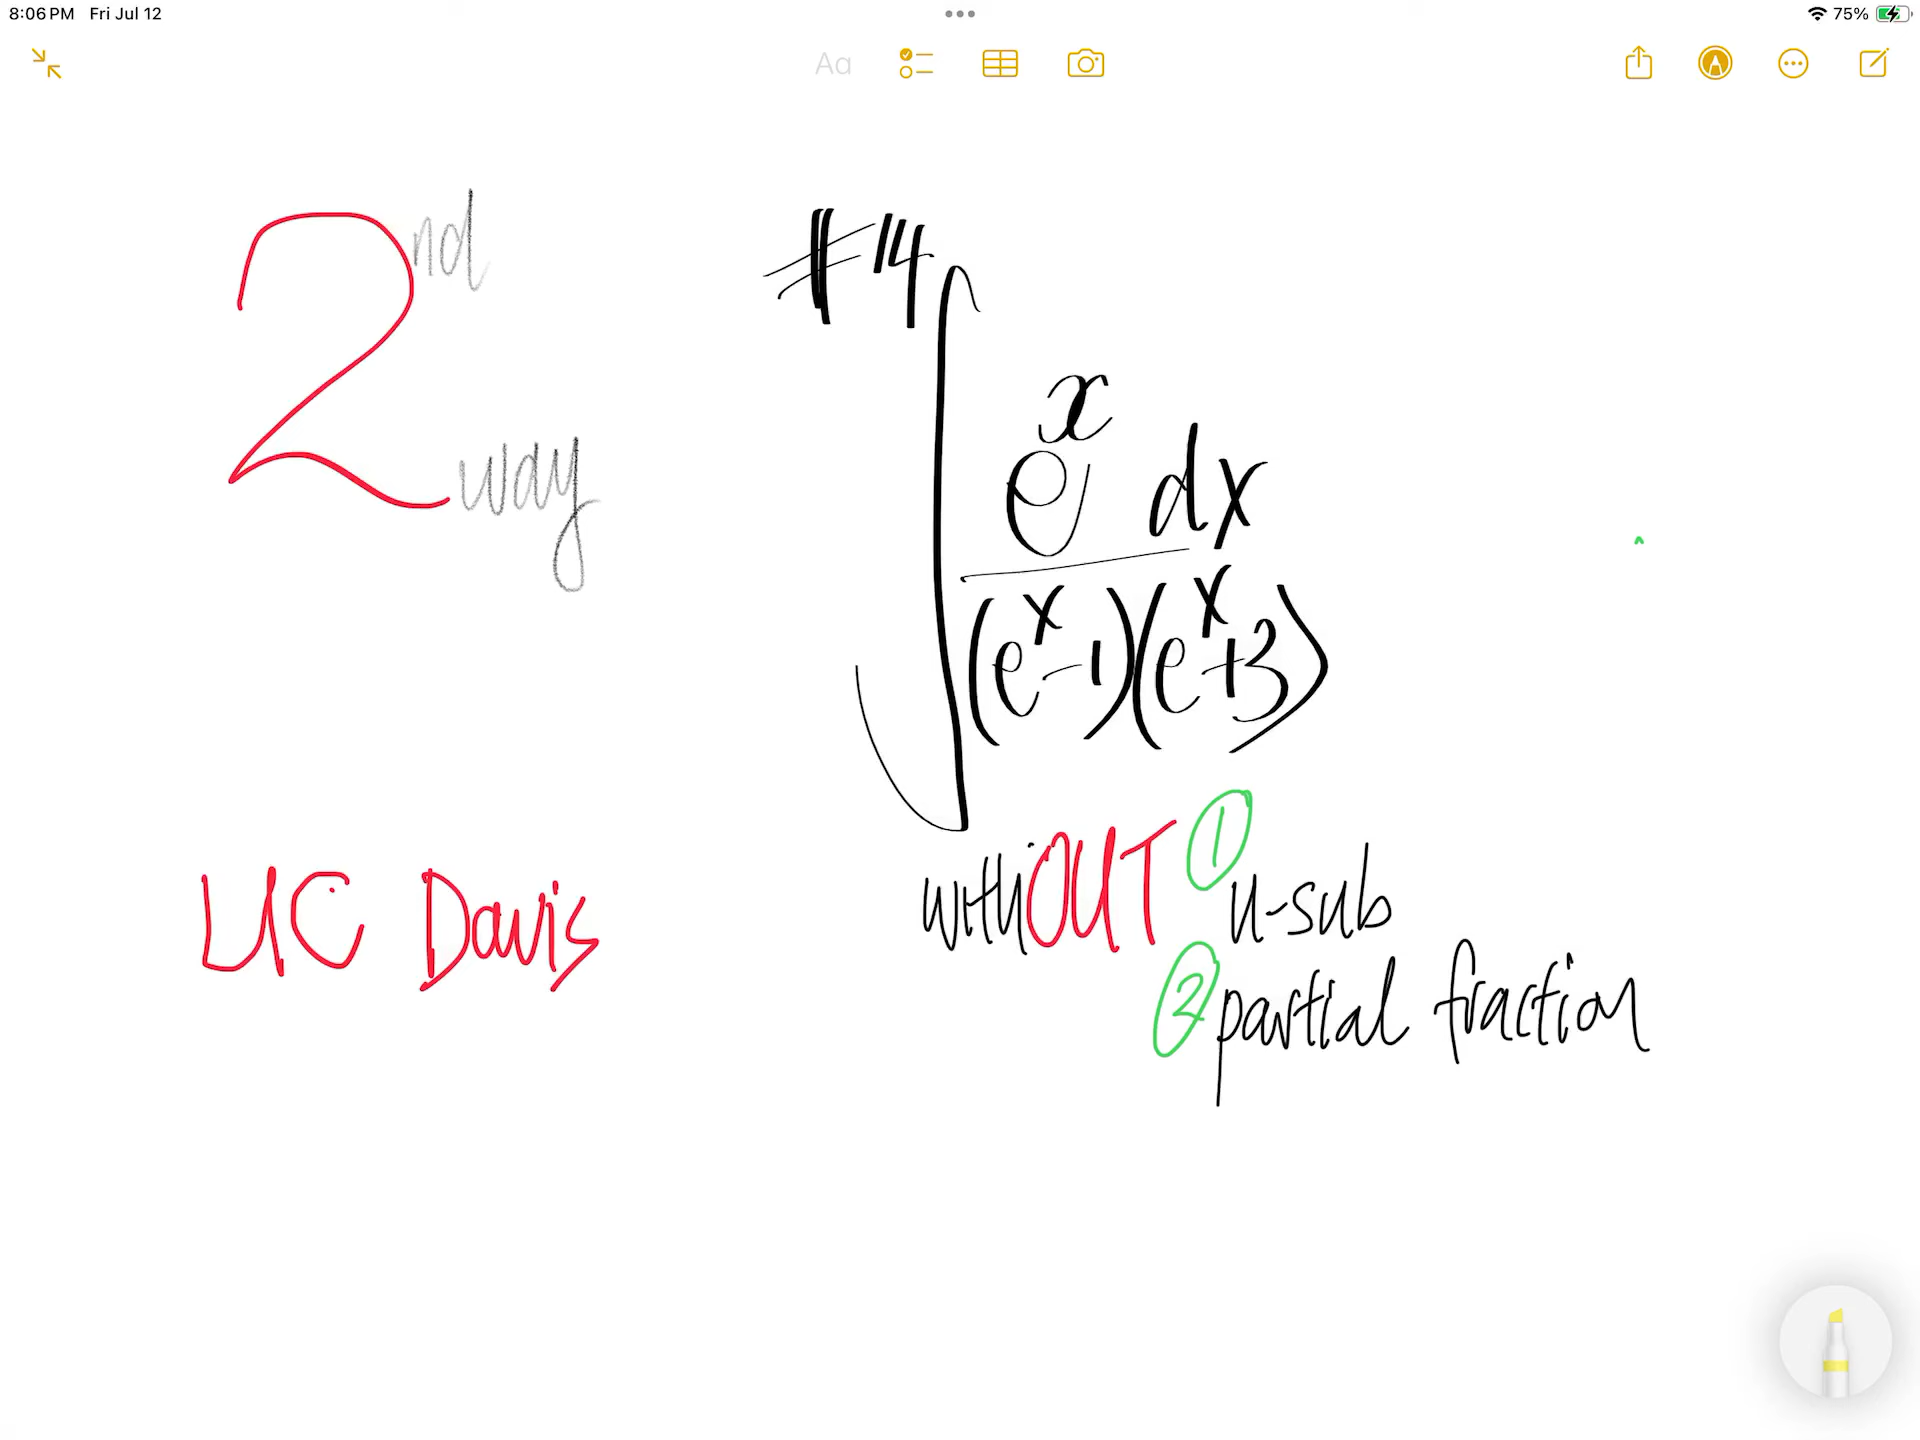 8:06 PM Fri Jul 12
75%
Aa
2nd
way
#14
∫ e^x dx / (e^x-1)(e^x+3)
withOUT ① u-sub
② partial fraction
UC Davis